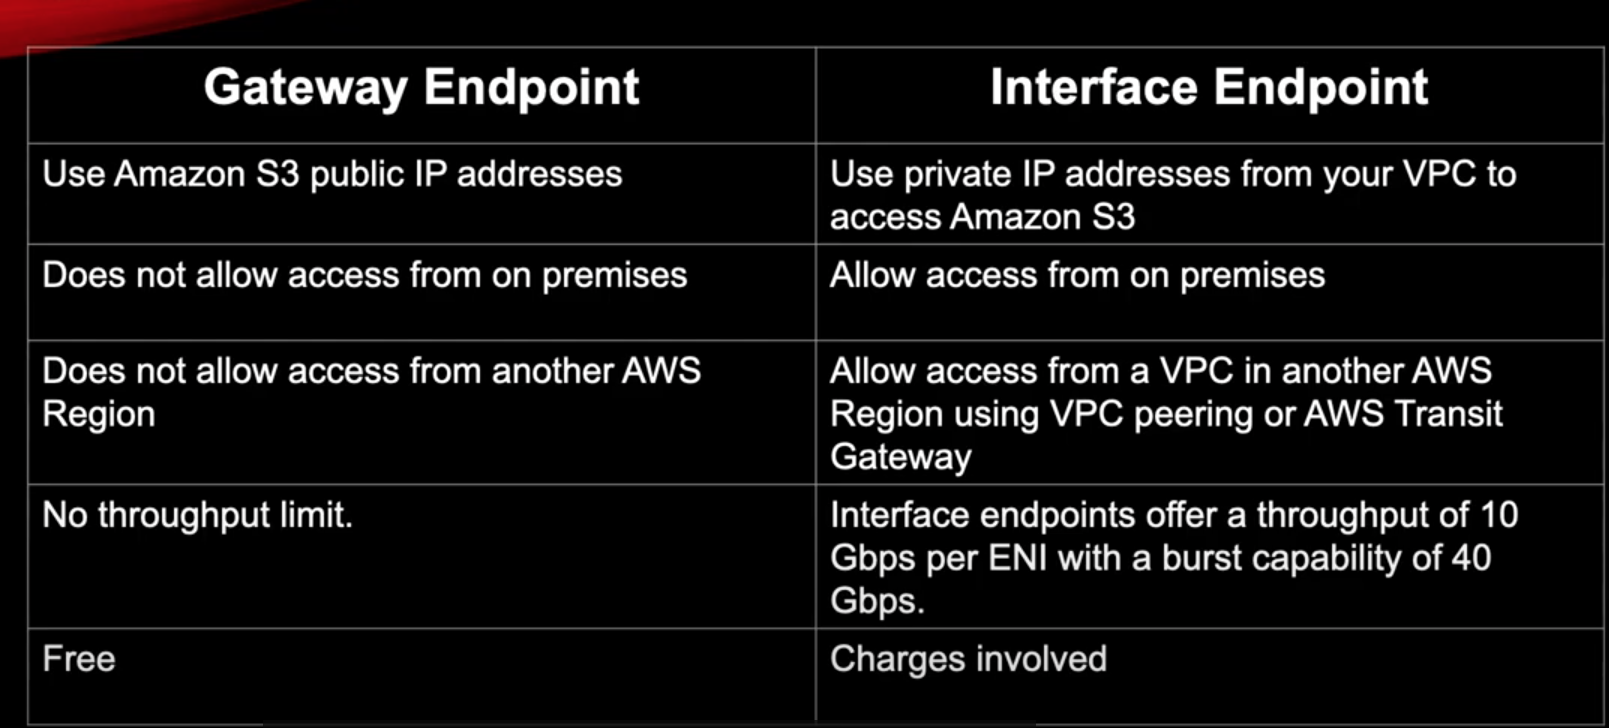 Gateway Endpoint
Interface Endpoint
Use Amazon S3 public IP addresses
Use private IP addresses from your VPC to
access Amazon S3
Does not allow access from on premises
Allow access from on premises
Does not allow access from another AWS
Region
Allow access from a VPC in another AWS
Region using VPC peering or AWS Transit
Gateway
No throughput limit.
Interface endpoints offer a throughput of 10
Gbps per ENI with a burst capability of 40
Gbps.
Free
Charges involved